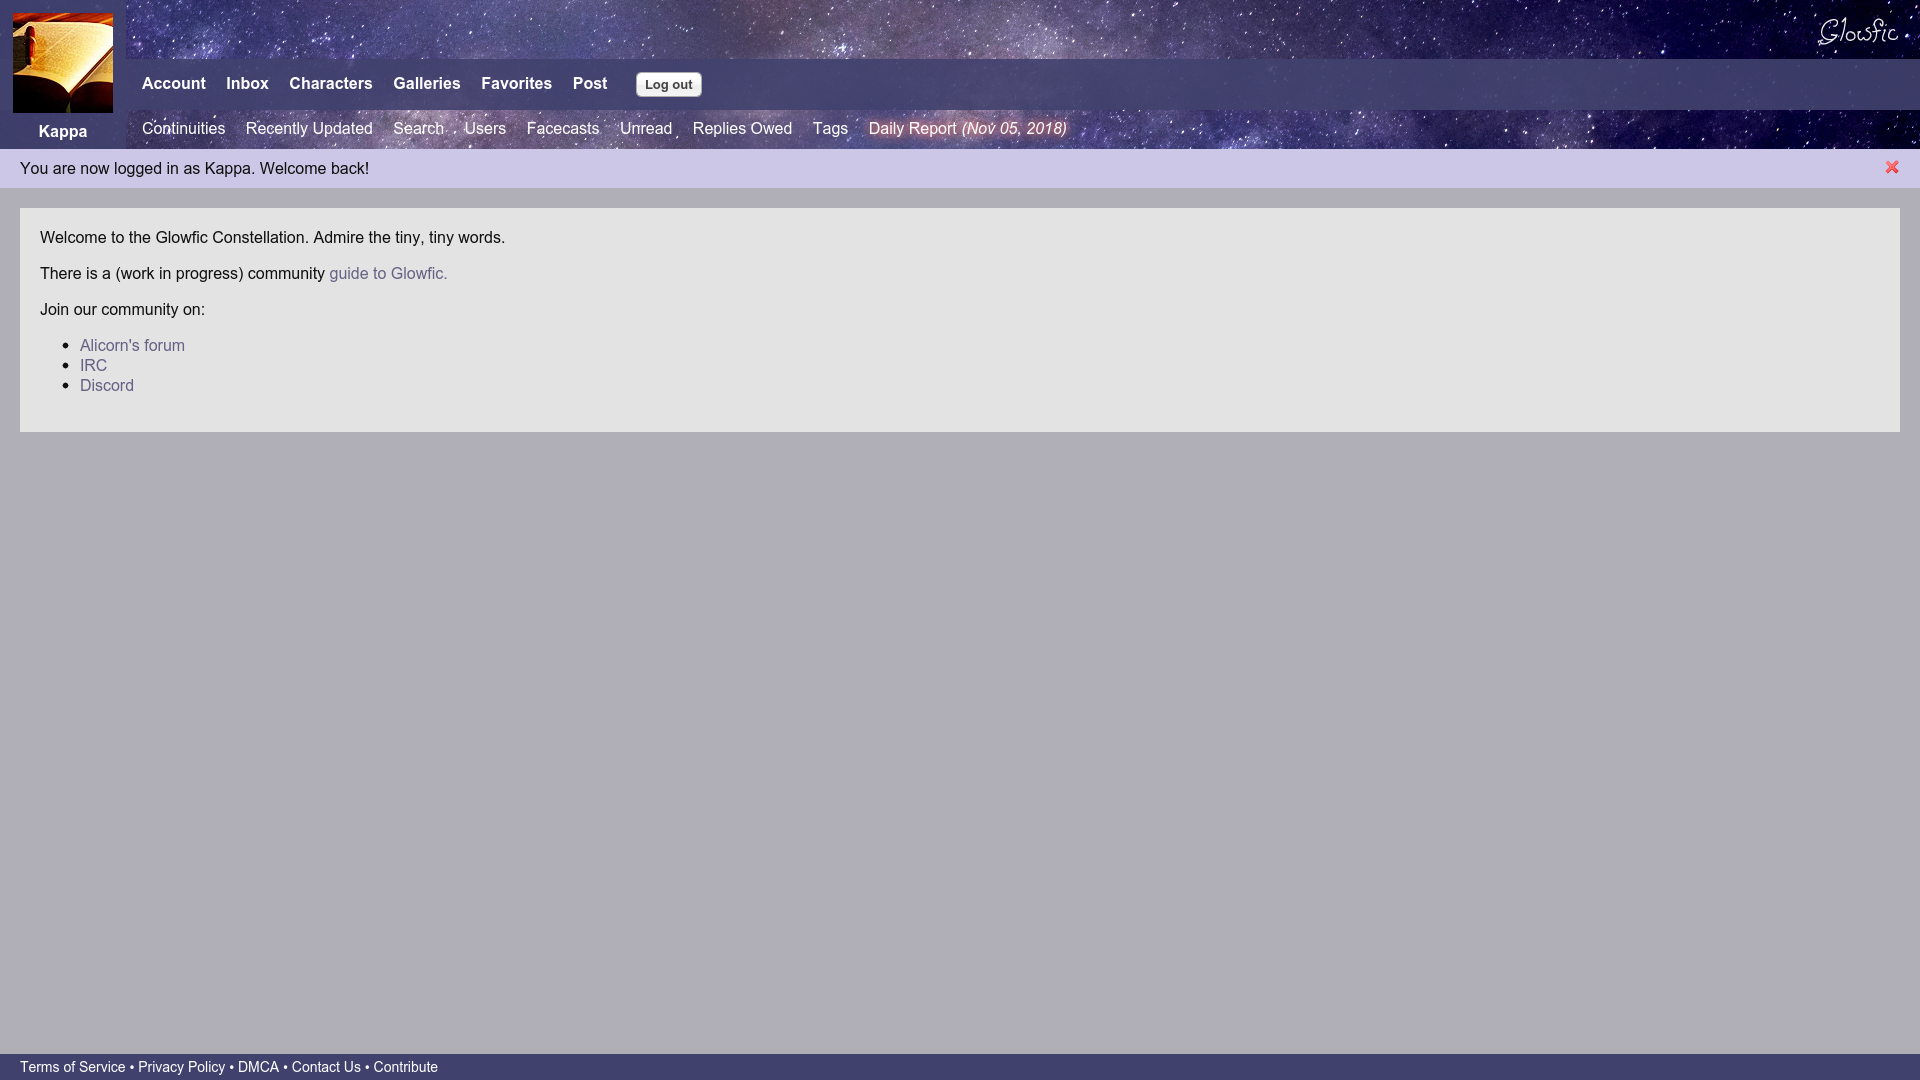 Glowfic
Account Inbox Characters Galleries Favorites Post Log out
Kappa
Continuities Recently Updated Search Users Facecasts Unread Replies Owed Tags Daily Report (Nov 05, 2018)
You are now logged in as Kappa. Welcome back!
Welcome to the Glowfic Constellation. Admire the tiny, tiny words.
There is a (work in progress) community guide to Glowfic.
Join our community on:
• Alicorn's forum
• IRC
• Discord
Terms of Service • Privacy Policy • DMCA • Contact Us • Contribute